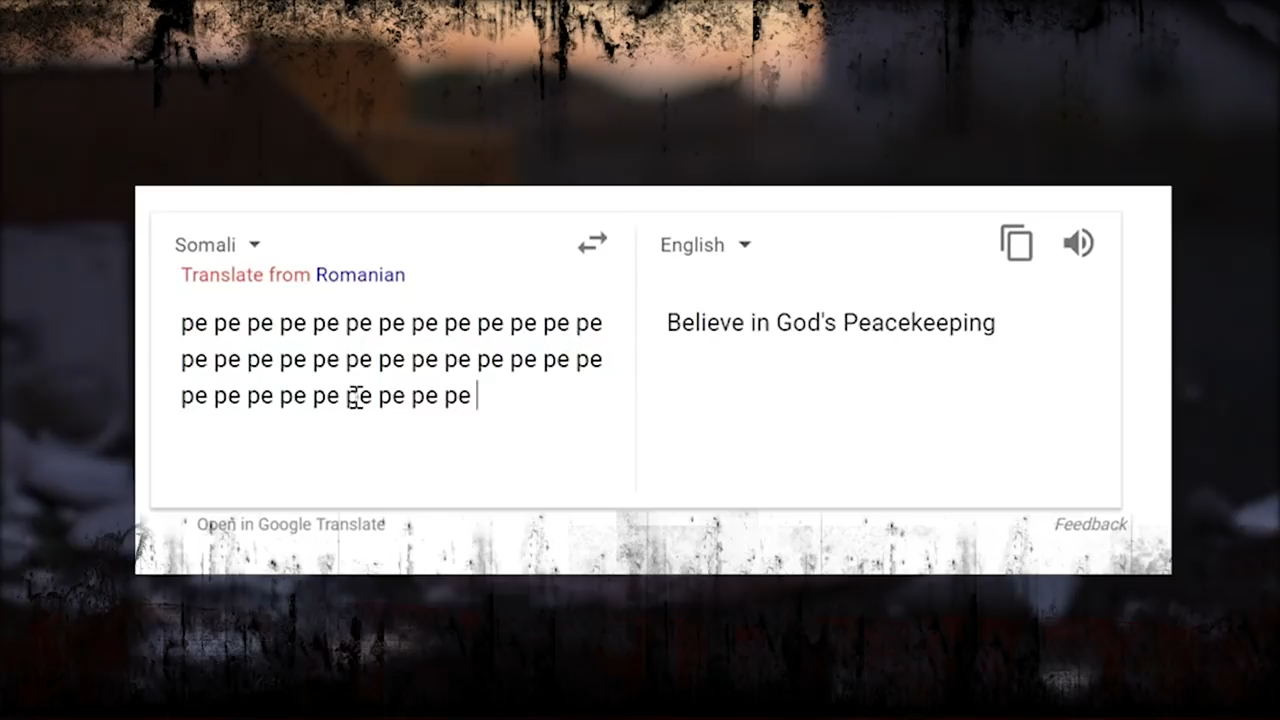 Somali
English
Translate from Romanian
pe pe pe pe pe pe pe pe pe pe pe pe pe
pe pe pe pe pe pe pe pe pe pe pe pe pe
pe pe pe pe pe pe pe pe pe
Believe in God's Peacekeeping
Open in Google Translate
Feedback